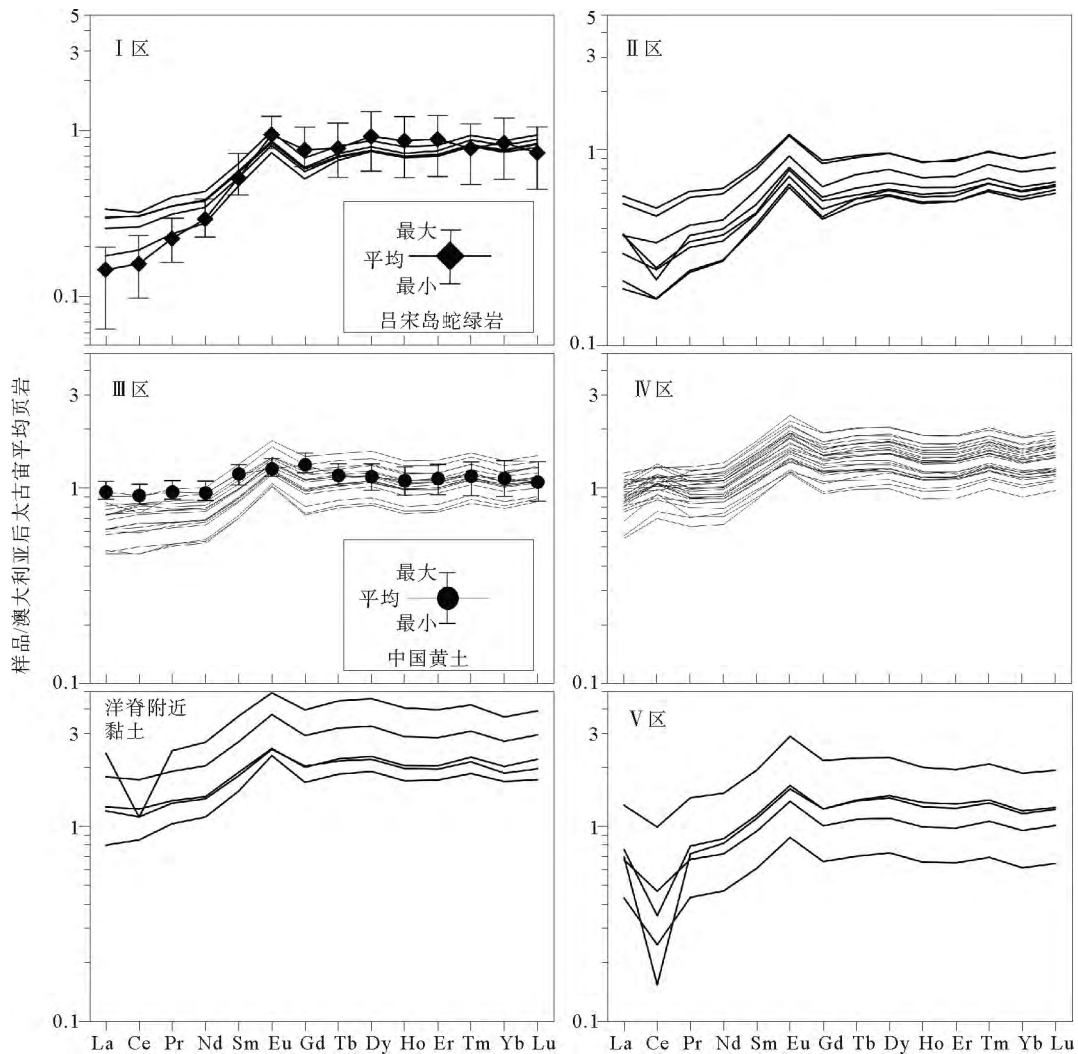 样品/澳大利亚后太古宙平均页岩
5
3
1
0.1
Ⅰ区
最大
平均
最小
吕宋岛蛇绿岩
5
3
1
0.1
Ⅱ区
3
1
0.1
Ⅲ区
最大
平均
最小
中国黄土
3
1
0.1
Ⅳ区
3
1
0.1
洋脊附近
黏土
La Ce Pr Nd Sm Eu Gd Tb Dy Ho Er Tm Yb Lu
3
1
0.1
Ⅴ区
La Ce Pr Nd Sm Eu Gd Tb Dy Ho Er Tm Yb Lu